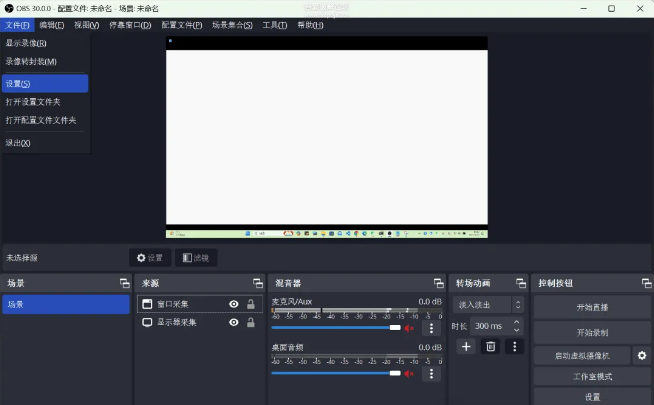 OBS 30.0.0 - 配置文件: 未命名 - 场景: 未命名
文件(F) 编辑(E) 视图(V) 停靠窗口(D) 配置文件(P) 场景集合(S) 工具(T) 帮助(H)
显示录像(R)
录像转封装(M)
设置(S)
打开设置文件夹
打开配置文件文件夹
退出(X)
未选择源 设置 滤镜
场景 来源 混音器 转场动画 控制按钮
场景
窗口采集
显示器采集
麦克风/Aux 0.0 dB
-60 -55 -50 -45 -40 -35 -30 -25 -20 -15 -10 -5 0
桌面音频 0.0 dB
-60 -55 -50 -45 -40 -35 -30 -25 -20 -15 -10 -5 0
淡入淡出
时长 300 ms
开始直播
开始录制
启动虚拟摄像机
工作室模式
设置